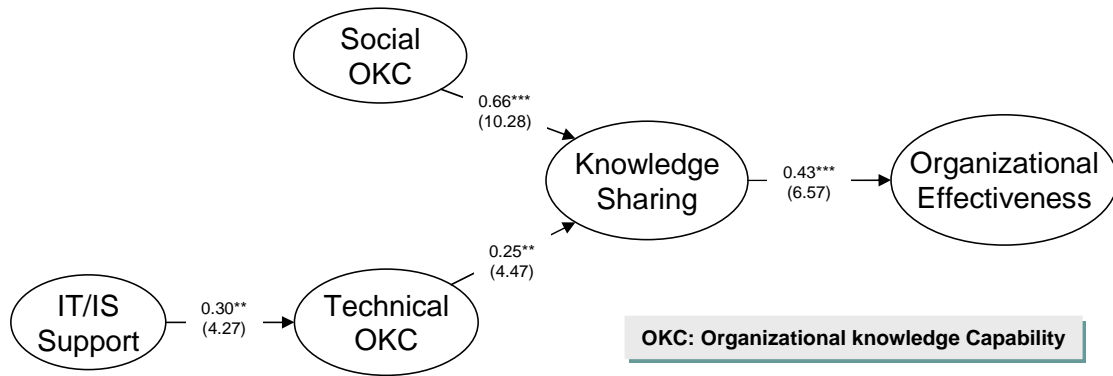 Social
OKC
0.66***
(10.28)
Knowledge
Sharing
0.43***
(6.57)
Organizational
Effectiveness
0.25**
(4.47)
IT/IS
Support
0.30**
(4.27)
Technical
OKC
OKC: Organizational knowledge Capability